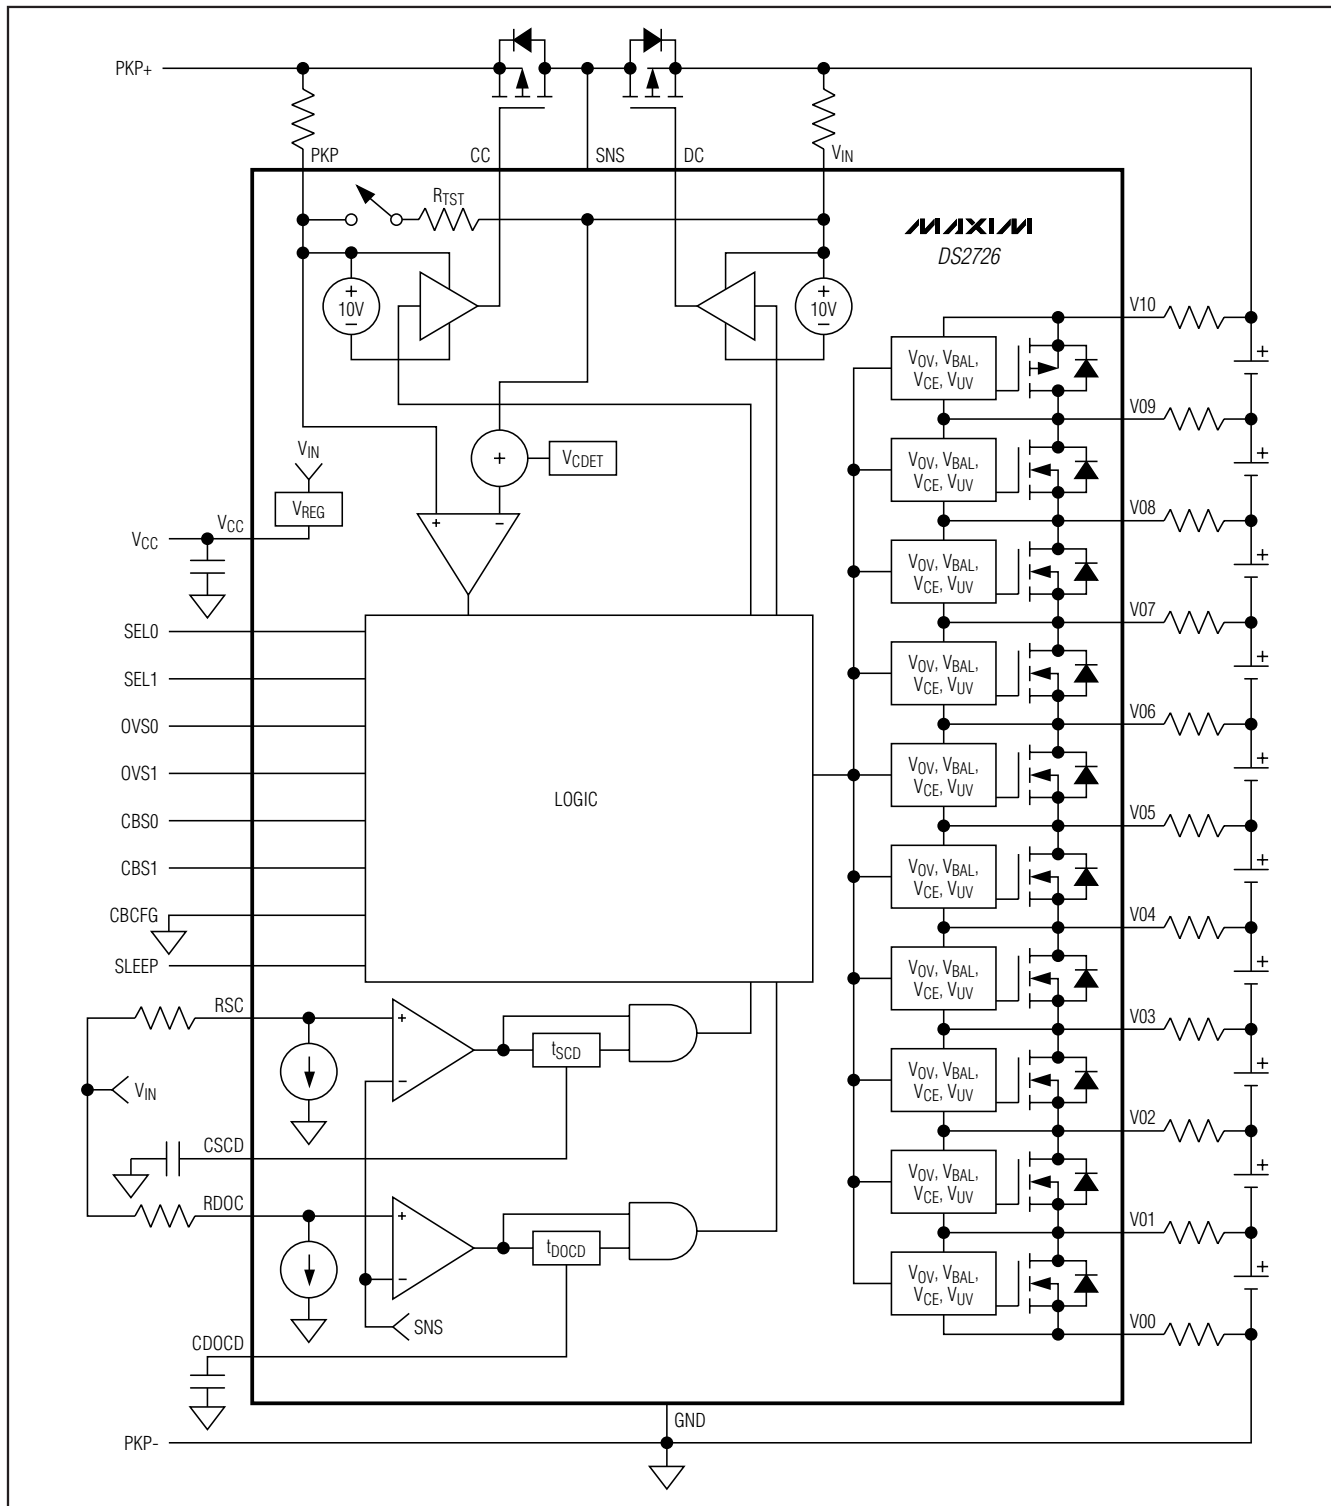 PKP+
PKP CC SNS DC VIN
RTST
MAXIM
DS2726
+
10V
−
+
10V
−
V10
+
VOV, VBAL,
VCE, VUV
V09
+
VIN
+
VCDET
VOV, VBAL,
VCE, VUV
VREG
V08
+ −
VCC VCC
+
VOV, VBAL,
VCE, VUV
V07
SEL0
+
VOV, VBAL,
VCE, VUV
SEL1
V06
OVS0
+
VOV, VBAL,
VCE, VUV
OVS1
LOGIC
V05
CBS0
+
VOV, VBAL,
VCE, VUV
CBS1
V04
CBCFG
+
VOV, VBAL,
VCE, VUV
SLEEP
V03
RSC
+
tSCD
+
VOV, VBAL,
VCE, VUV
−
VIN
V02
CSCD
+
VOV, VBAL,
VCE, VUV
RDOC
+
V01
tDOCD
+
VOV, VBAL,
VCE, VUV
−
SNS
V00
CDOCD
GND
PKP-